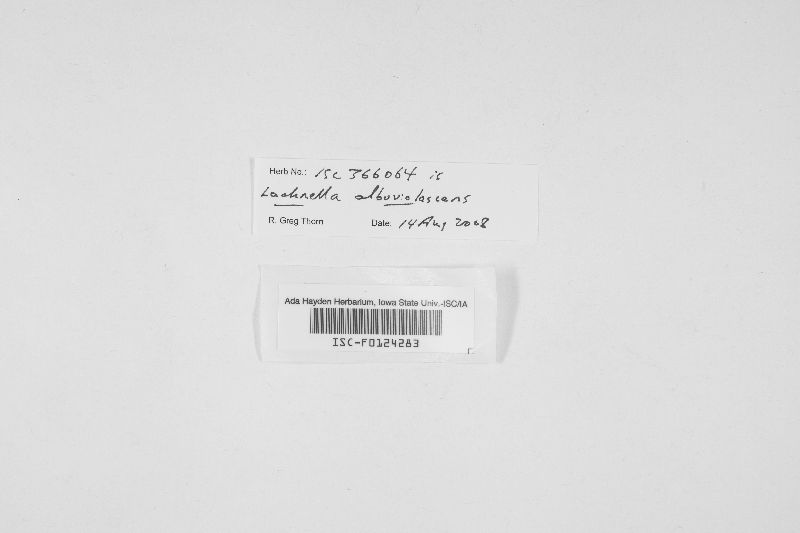 Herb No.: ISC 366064 is
Lachnella alboviolascens
R. Greg Thorn Date: 14 Aug 2008
Ada Hayden Herbarium, Iowa State Univ.-ISC/IA
ISC-F0124283